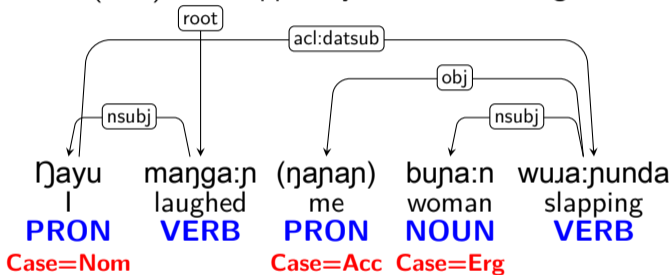 root
acl:datsub
obj
nsubj nsubj
Ŋayu maŋga:ɲ (ŋaɲaɲ) buɲa:n wuɹa:ɲunda
I laughed me woman slapping
PRON VERB PRON NOUN VERB
Case=Nom Case=Acc Case=Erg